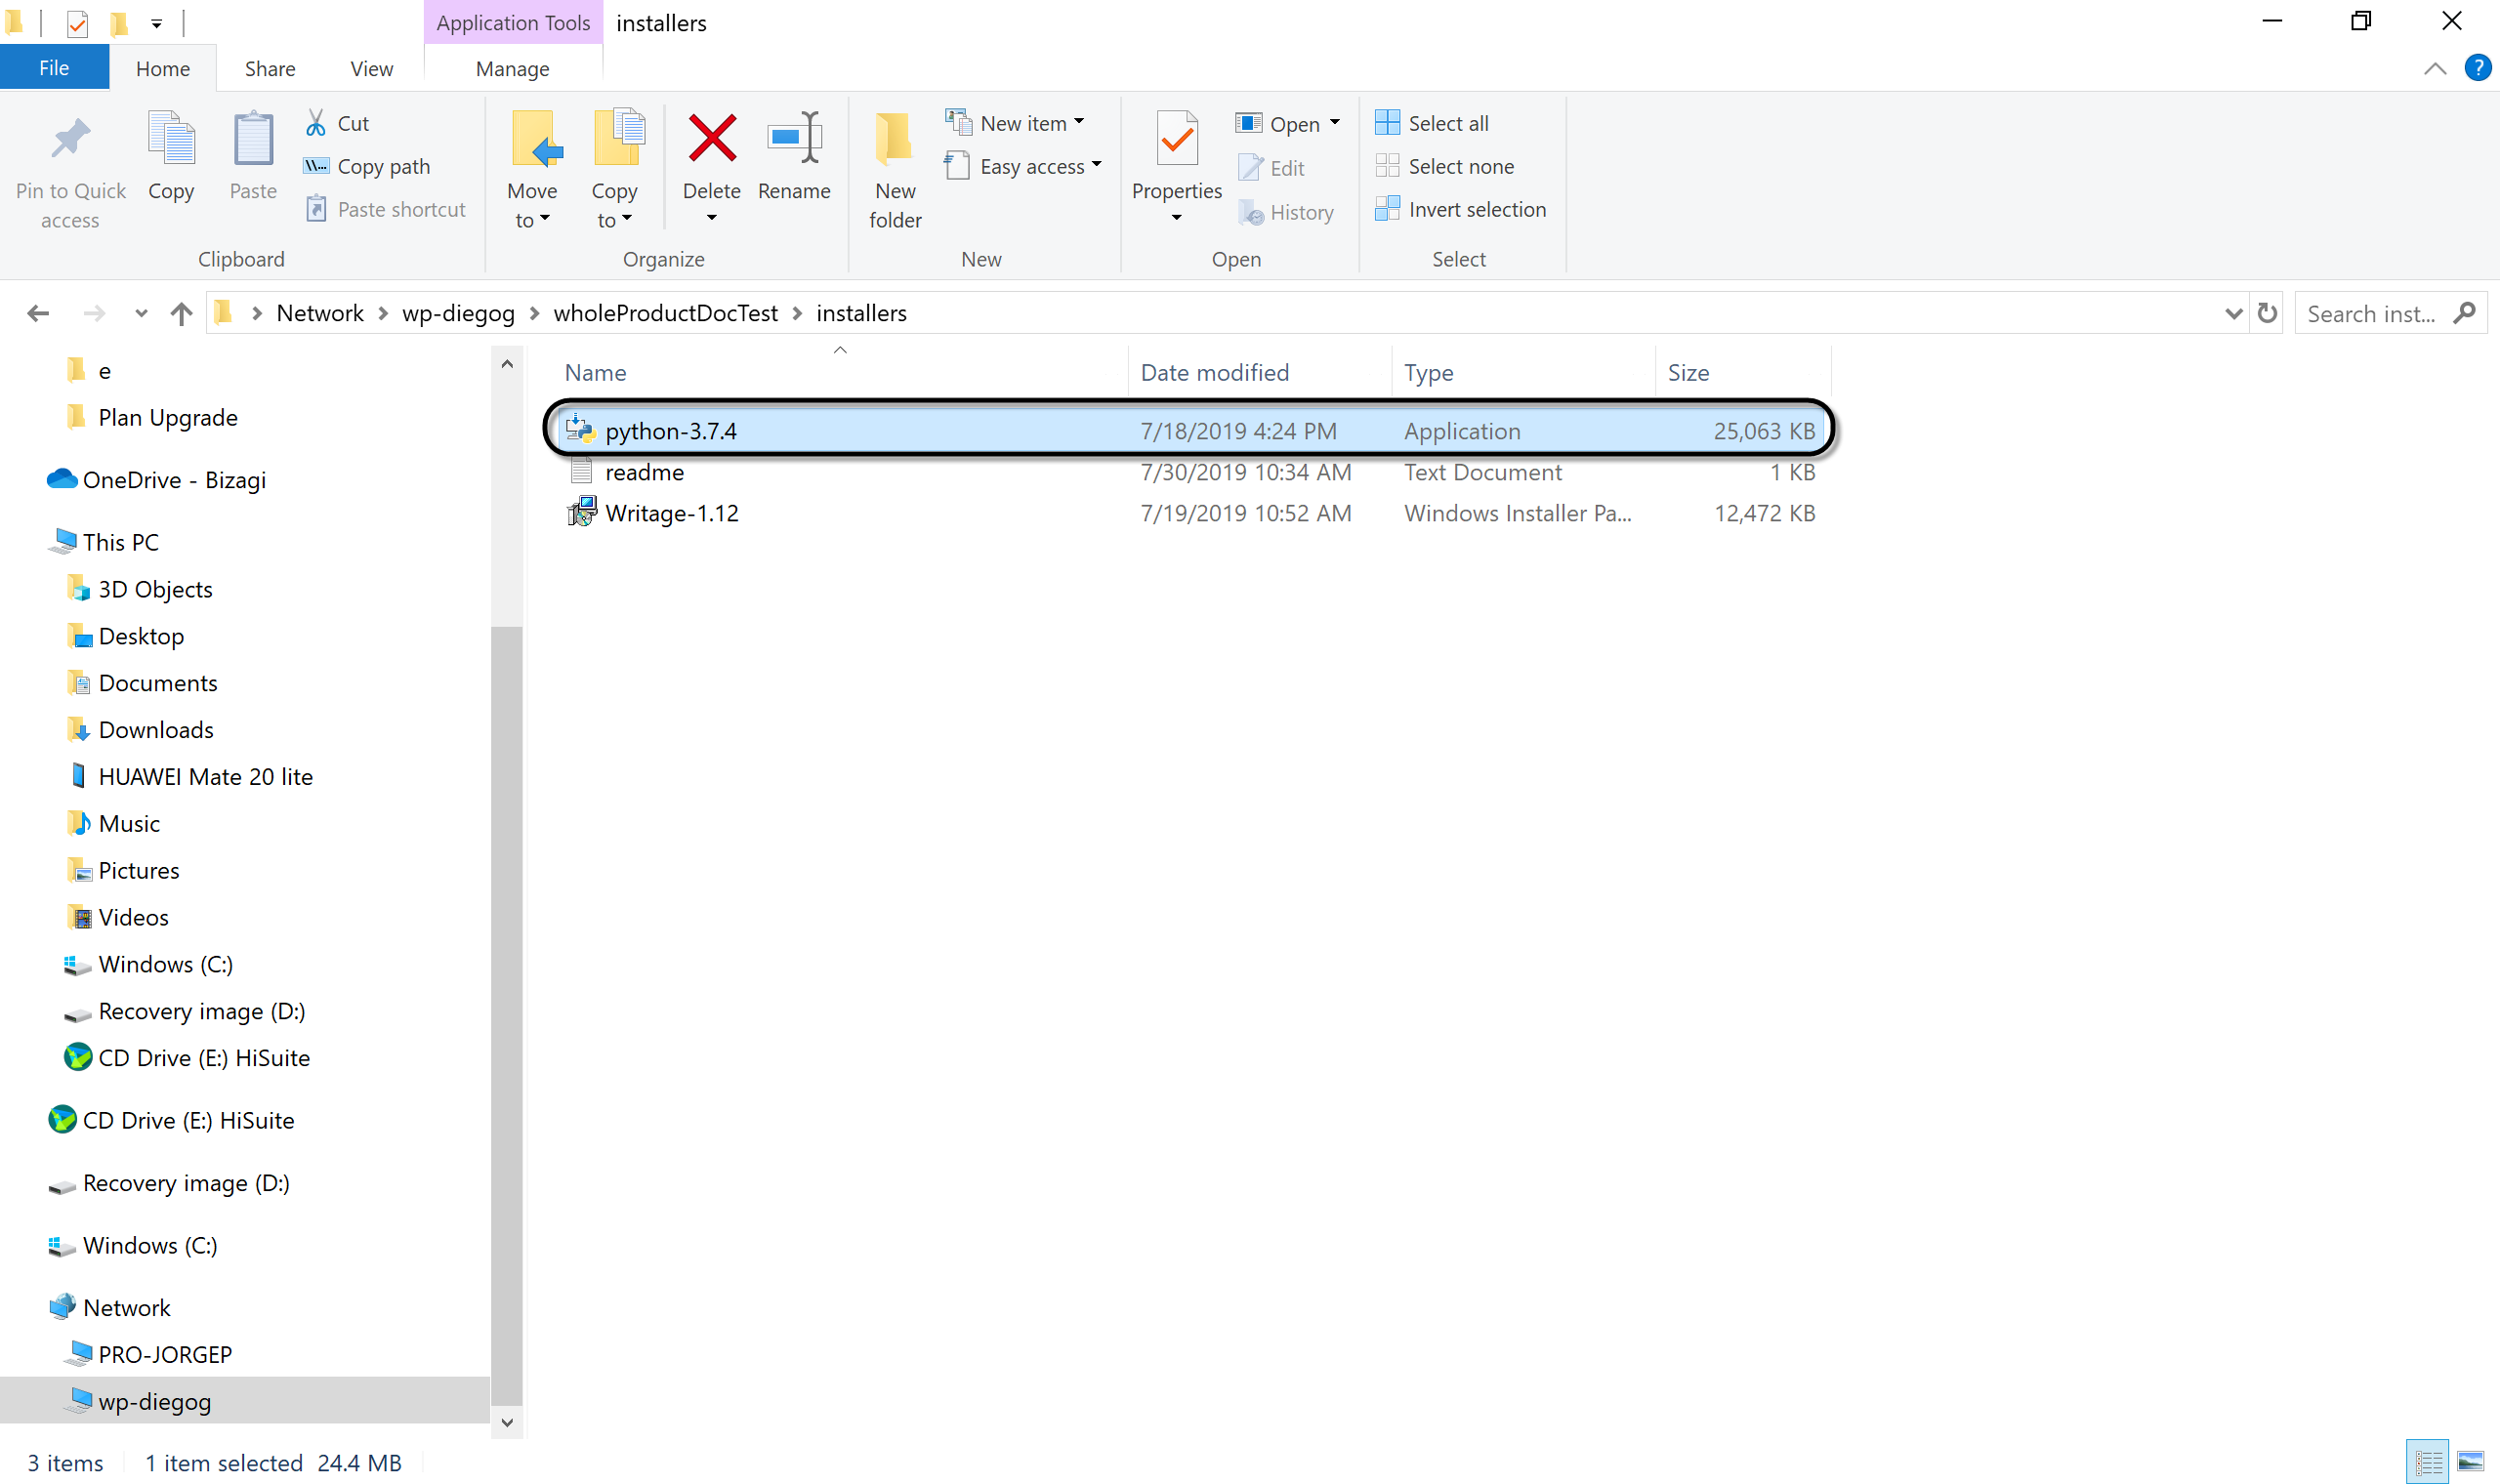 Application Tools installers
File Home Share View Manage
Pin to Quick access
Copy
Paste
Cut
Copy path
Paste shortcut
Clipboard
Move to
Copy to
Delete
Rename
Organize
New folder
New item
Easy access
New
Properties
Open
Edit
History
Open
Select all
Select none
Invert selection
Select
Network wp-diegog wholeProductDocTest installers
Search inst...
e
Plan Upgrade
OneDrive - Bizagi
This PC
3D Objects
Desktop
Documents
Downloads
HUAWEI Mate 20 lite
Music
Pictures
Videos
Windows (C:)
Recovery image (D:)
CD Drive (E:) HiSuite
CD Drive (E:) HiSuite
Recovery image (D:)
Windows (C:)
Network
PRO-JORGEP
wp-diegog
Name Date modified Type Size
python-3.7.4 7/18/2019 4:24 PM Application 25,063 KB
readme 7/30/2019 10:34 AM Text Document 1 KB
Writage-1.12 7/19/2019 10:52 AM Windows Installer Pa... 12,472 KB
3 items 1 item selected 24.4 MB